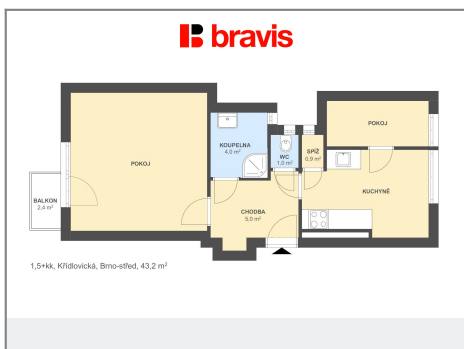 bravis
POKOJ
KOUPELNA
4,0 m²
WC
1,0 m²
SPÍŽ
0,9 m²
POKOJ
KUCHYNĚ
CHODBA
5,0 m²
BALKON
2,4 m²
1,5+kk, Křídlovická, Brno-střed, 43,2 m²